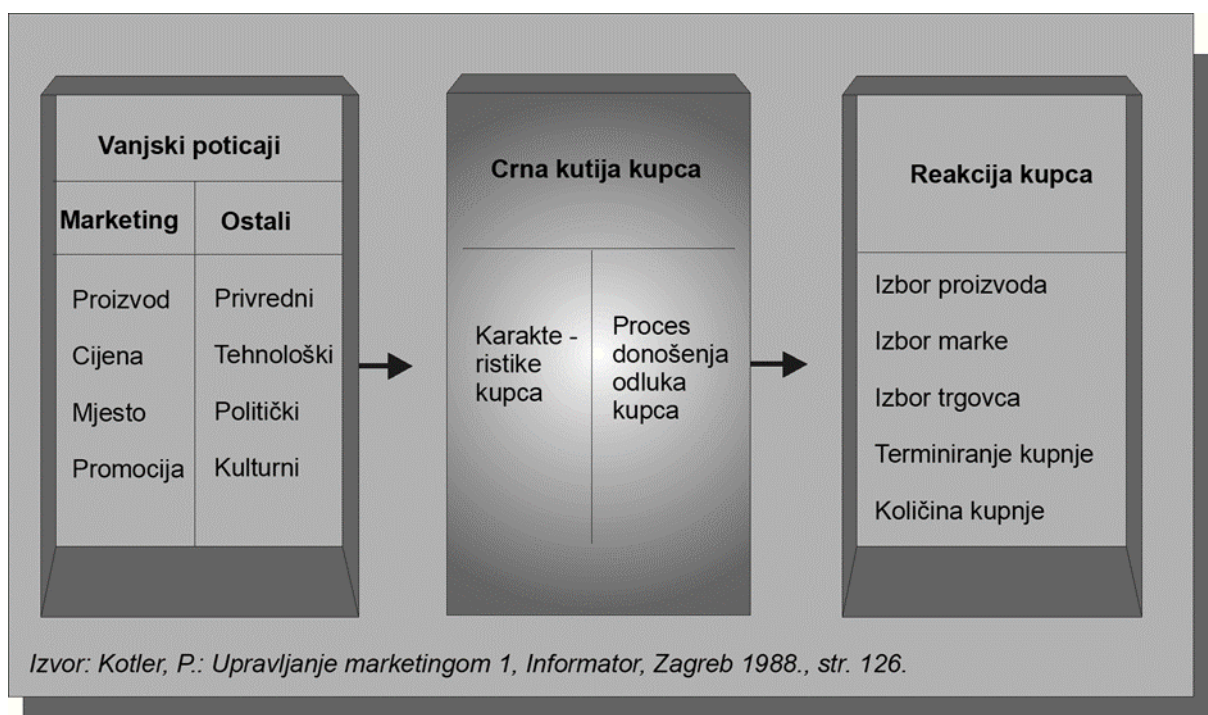 Vanjski poticaji
Marketing
Ostali
Proizvod
Cijena
Mjesto
Promocija
Privredni
Tehnološki
Politički
Kulturni
Crna kutija kupca
Karakte -
ristike
kupca
Proces
donošenja
odluka
kupca
Reakcija kupca
Izbor proizvoda
Izbor marke
Izbor trgovca
Terminiranje kupnje
Količina kupnje
Izvor: Kotler, P.: Upravljanje marketingom 1, Informator, Zagreb 1988., str. 126.